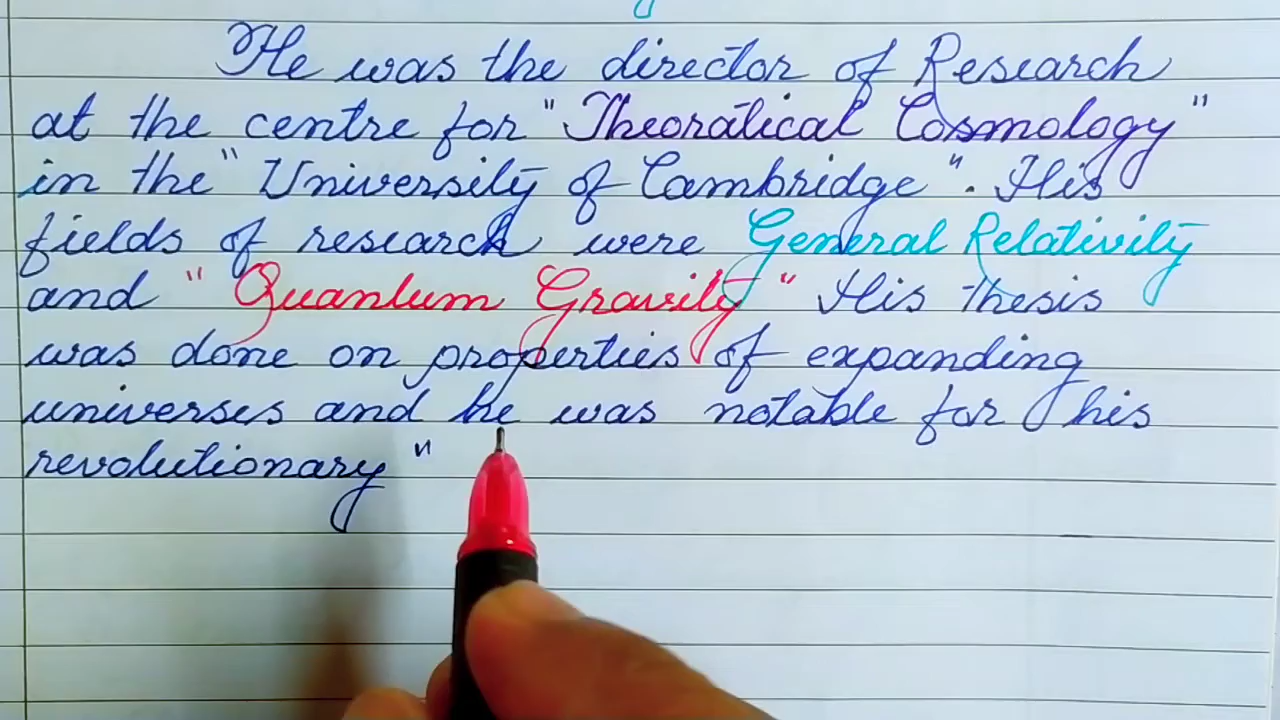 He was the director of Research
at the centre for "Theoratical Cosmology"
in the "University of Cambridge". His
fields of research were General Relativity
and "Quantum Gravity" His thesis
was done on properties of expanding
universes and he was notable for his
revolutionary "